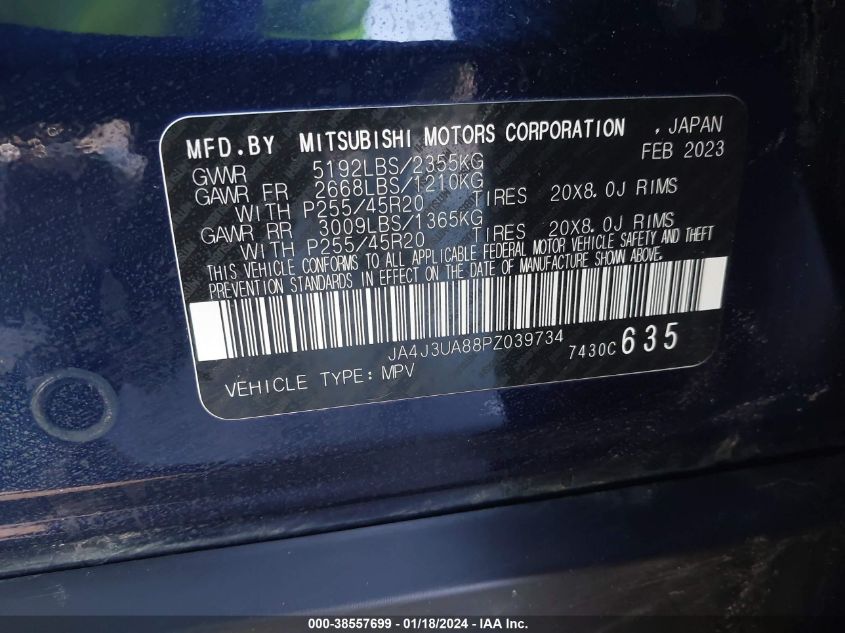 MFD.BY MITSUBISHI MOTORS CORPORATION , JAPAN
FEB 2023
GVWR 5192LBS/2355KG
GAWR FR 2668LBS/1210KG
WITH P255/45R20 TIRES 20X8.0J RIMS
GAWR RR 3009LBS/1365KG
WITH P255/45R20 TIRES 20X8.0J RIMS
THIS VEHICLE CONFORMS TO ALL APPLICABLE FEDERAL MOTOR VEHICLE SAFETY AND THEFT
PREVENTION STANDARDS IN EFFECT ON THE DATE OF MANUFACTURE SHOWN ABOVE.
JA4J3UA88PZ039734 7430C 635
VEHICLE TYPE: MPV
000-38557699 - 01/18/2024 - IAA Inc.